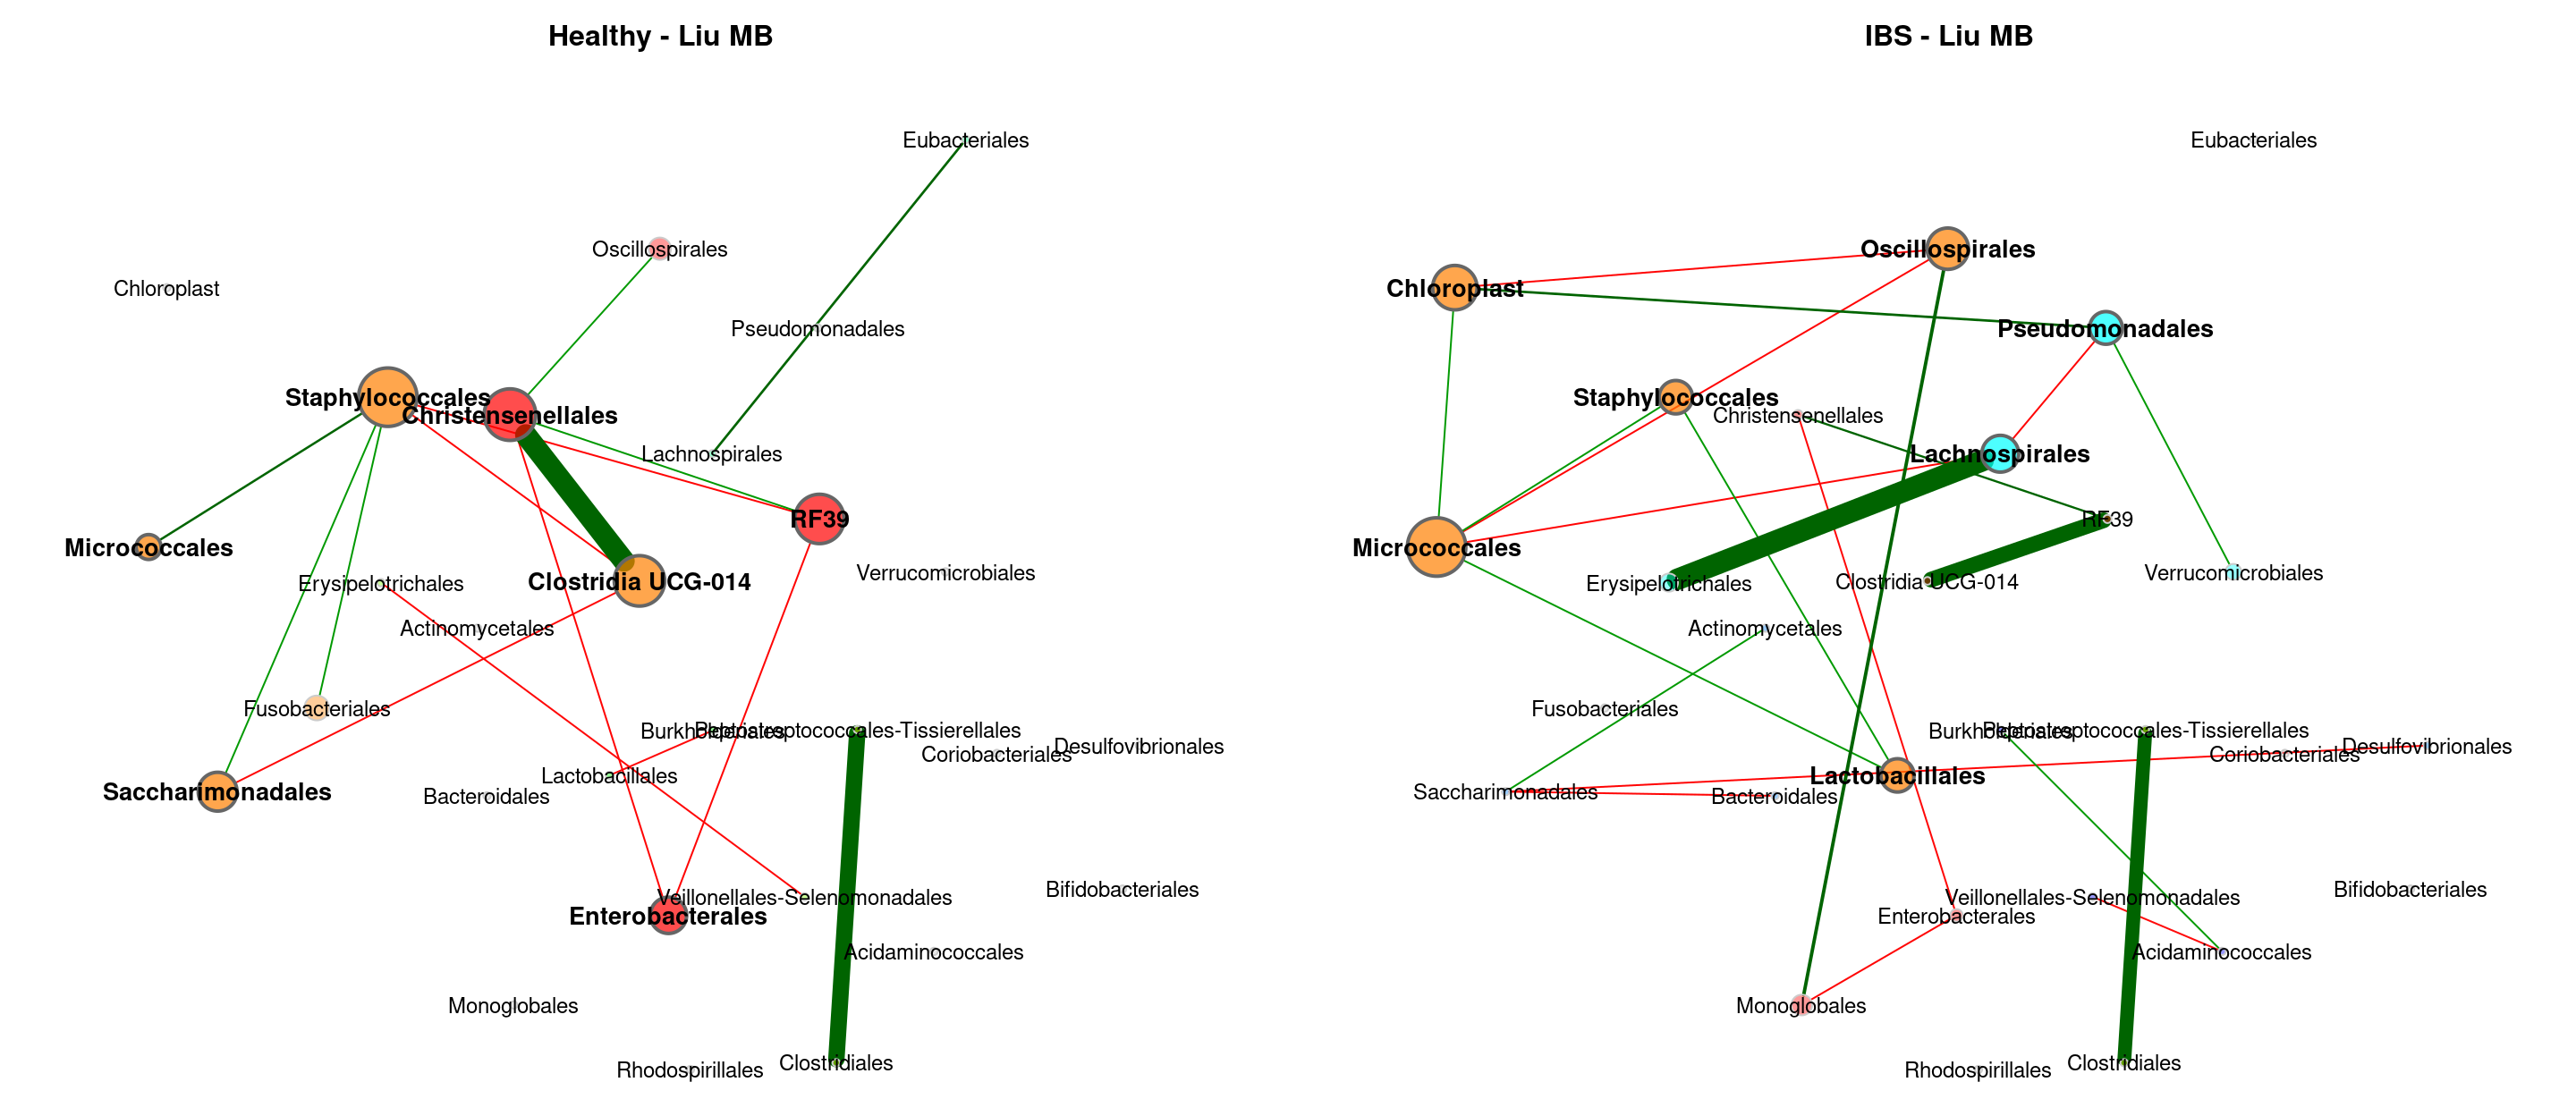 Healthy - Liu MB
Eubacteriales
Oscillospirales
Chloroplast
Pseudomonadales
Staphylococcales
Christensenellales
Lachnospirales
RF39
Micrococcales
Verrucomicrobiales
Erysipelotrichales
Clostridia UCG-014
Actinomycetales
Fusobacteriales
Burkholderiales
Peptostreptococcales-Tissierellales
Desulfovibrionales
Coriobacteriales
Lactobacillales
Saccharimonadales
Bacteroidales
Bifidobacteriales
Veillonellales-Selenomonadales
Enterobacterales
Acidaminococcales
Monoglobales
Clostridiales
Rhodospirillales
IBS - Liu MB
Eubacteriales
Oscillospirales
Chloroplast
Pseudomonadales
Staphylococcales
Christensenellales
Lachnospirales
RF39
Micrococcales
Verrucomicrobiales
Erysipelotrichales
Clostridia UCG-014
Actinomycetales
Fusobacteriales
Burkholderiales
Peptostreptococcales-Tissierellales
Desulfovibrionales
Coriobacteriales
Lactobacillales
Saccharimonadales
Bacteroidales
Bifidobacteriales
Veillonellales-Selenomonadales
Enterobacterales
Acidaminococcales
Monoglobales
Clostridiales
Rhodospirillales